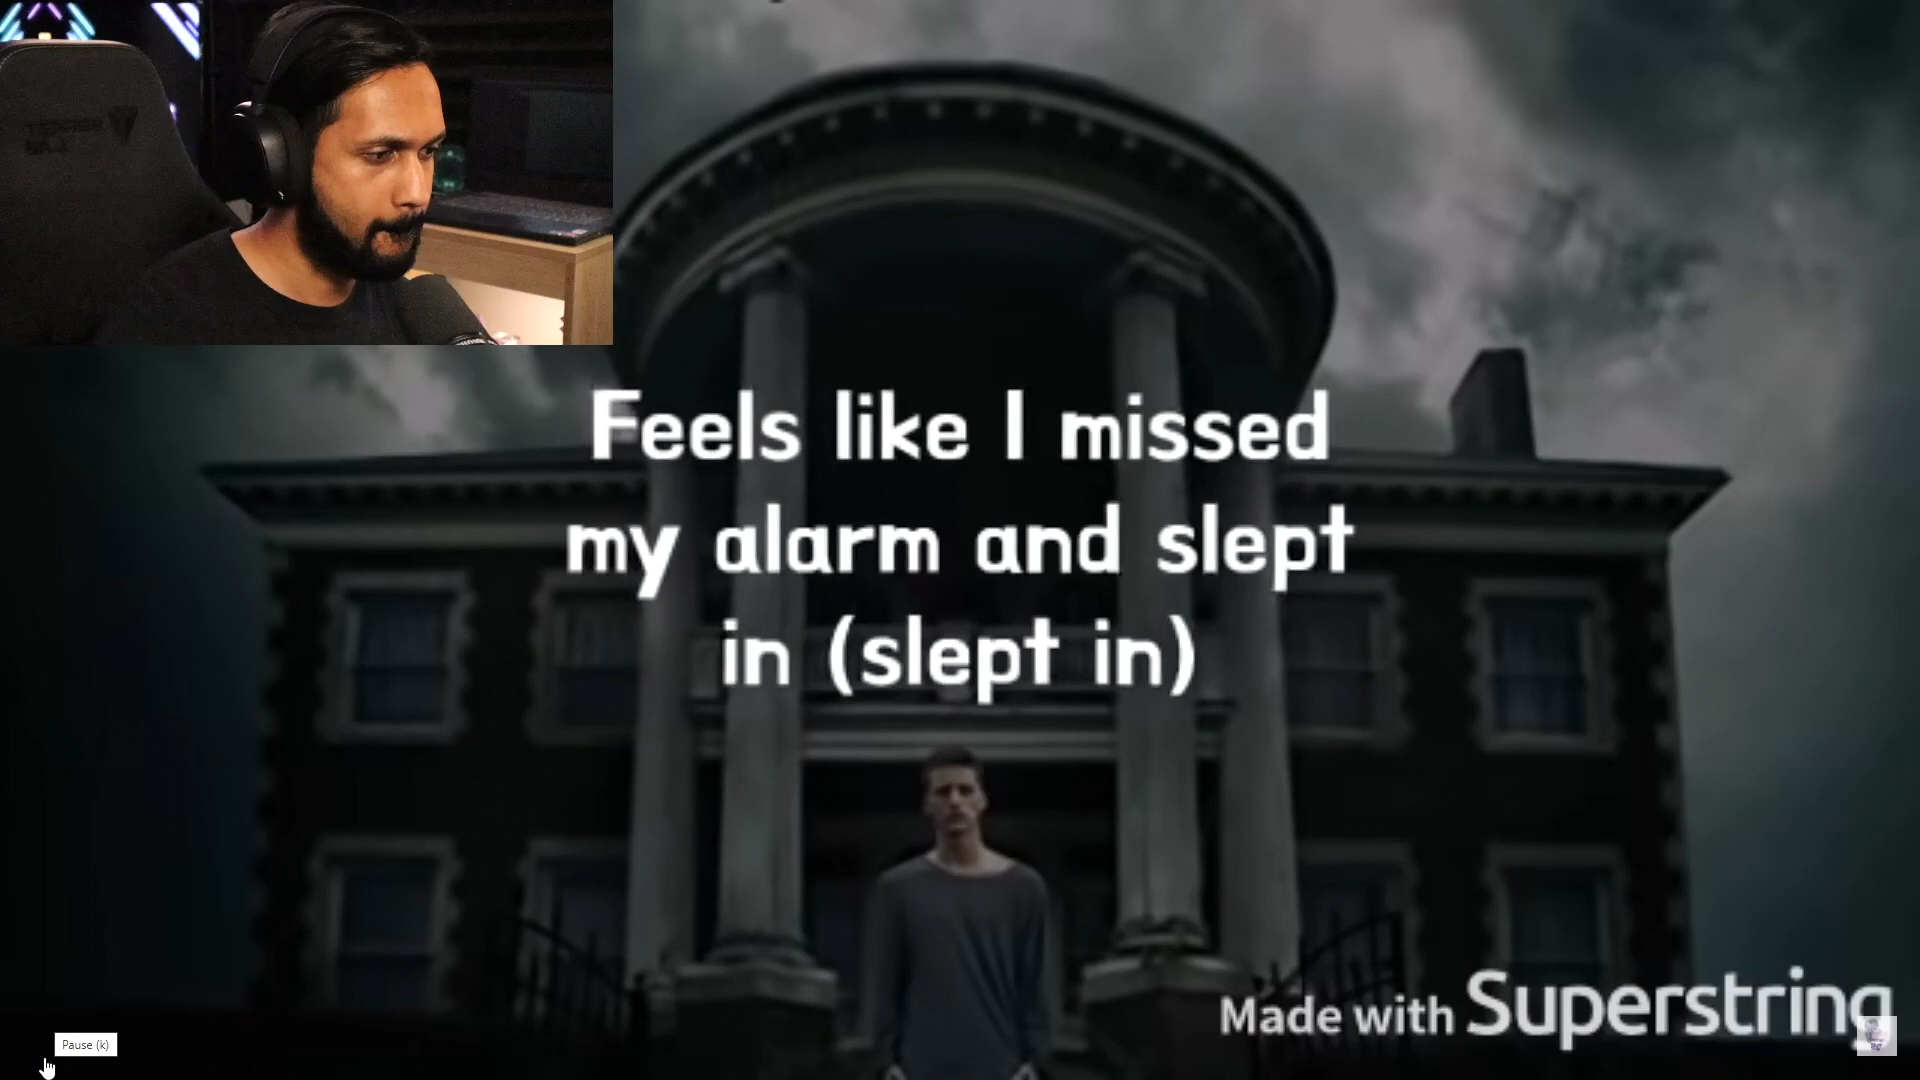 Feels like I missed
my alarm and slept
in (slept in)
Made with Superstring
Pause (k)